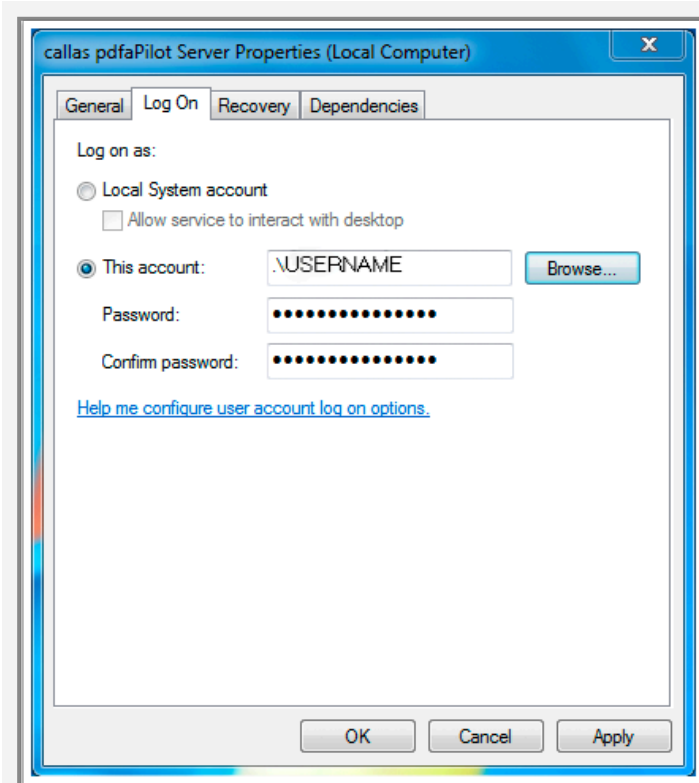 callas pdfaPilot Server Properties (Local Computer)
x
General Log On Recovery Dependencies
Log on as:
Local System account
Allow service to interact with desktop
This account: .\USERNAME Browse...
Password: •••••••••••••••
Confirm password: •••••••••••••••
Help me configure user account log on options.
OK Cancel Apply